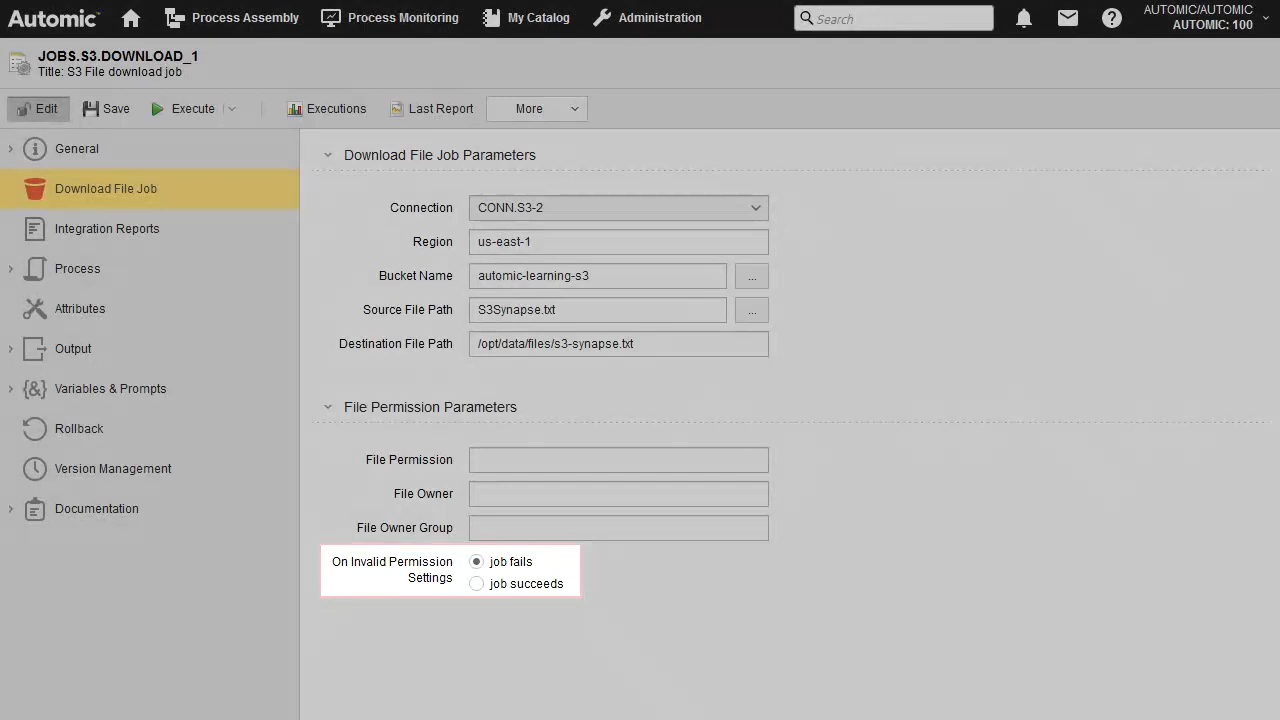 Automic
Process Assembly
Process Monitoring
My Catalog
Administration
Search
AUTOMIC/AUTOMIC
AUTOMIC: 100
JOBS.S3.DOWNLOAD_1
Title: S3 File download job
Edit
Save
Execute
Executions
Last Report
More
General
Download File Job
Integration Reports
Process
Attributes
Output
Variables & Prompts
Rollback
Version Management
Documentation
Download File Job Parameters
Connection CONN.S3-2
Region us-east-1
Bucket Name automic-learning-s3 ...
Source File Path S3Synapse.txt ...
Destination File Path /opt/data/files/s3-synapse.txt
File Permission Parameters
File Permission
File Owner
File Owner Group
On Invalid Permission
Settings
job fails
job succeeds